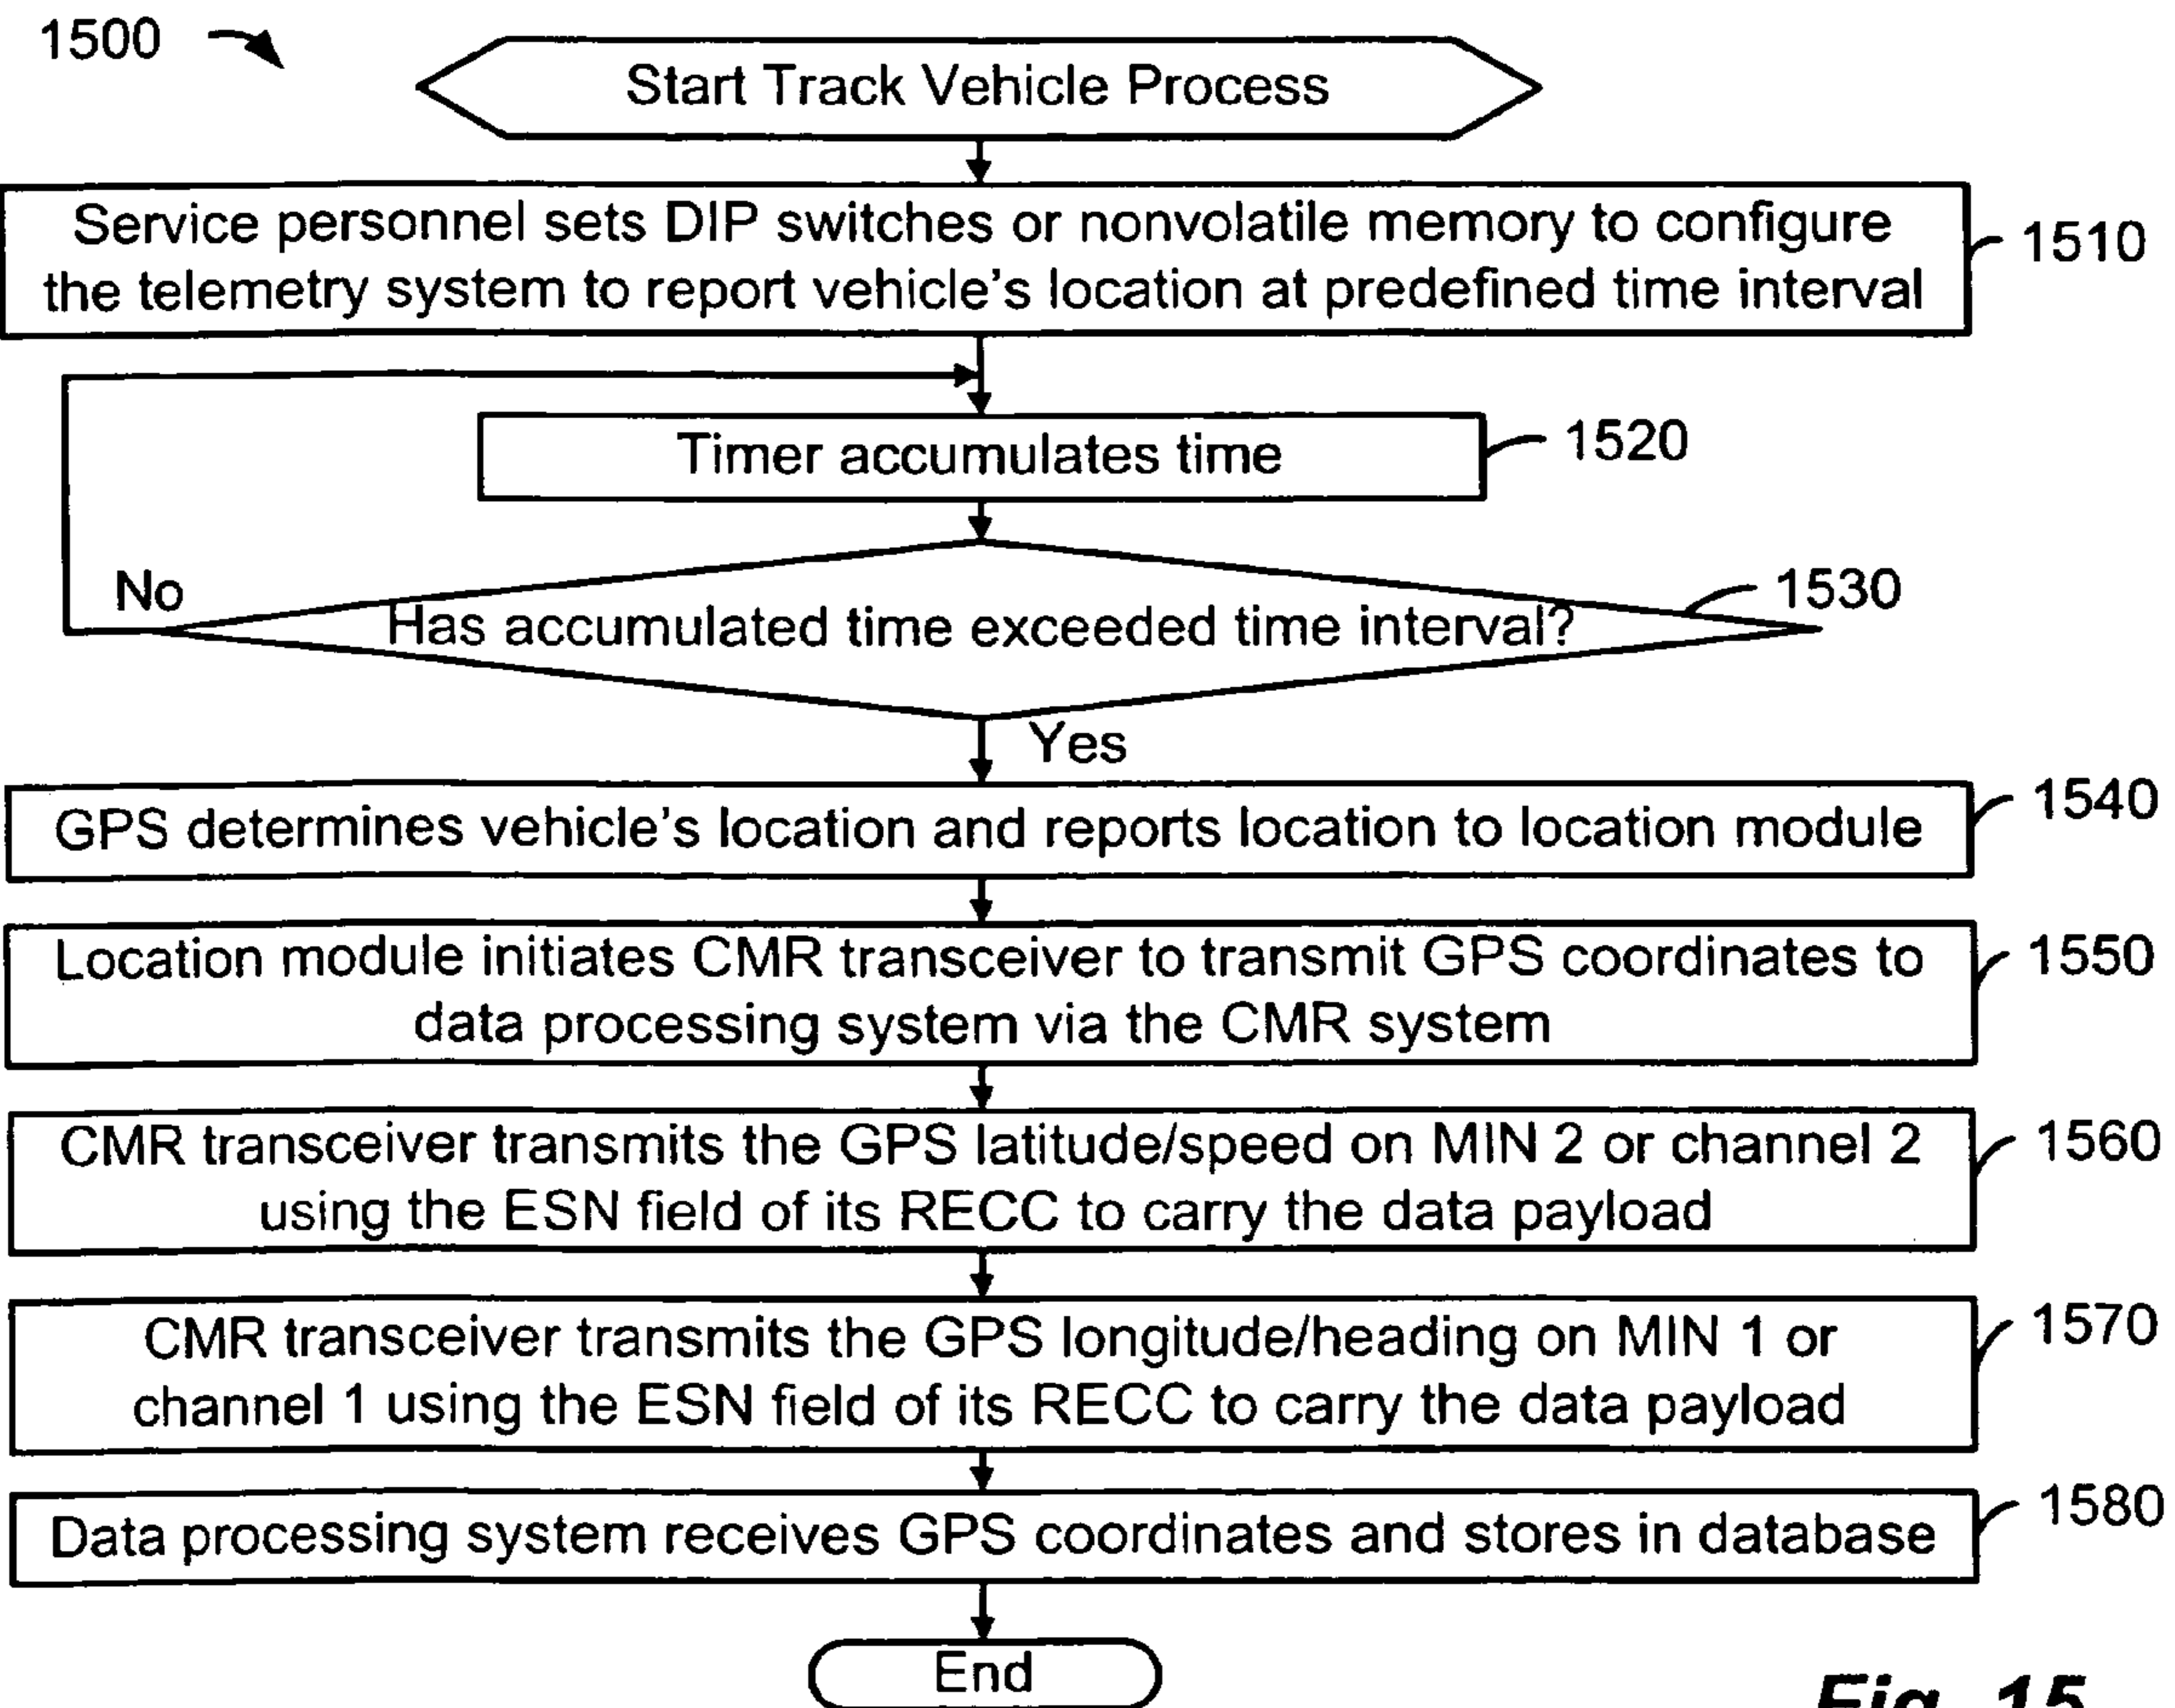 1500
Start Track Vehicle Process
Service personnel sets DIP switches or nonvolatile memory to configure
the telemetry system to report vehicle's location at predefined time interval
1510
Timer accumulates time
1520
No
Has accumulated time exceeded time interval?
1530
Yes
GPS determines vehicle's location and reports location to location module
1540
Location module initiates CMR transceiver to transmit GPS coordinates to
data processing system via the CMR system
1550
CMR transceiver transmits the GPS latitude/speed on MIN 2 or channel 2
using the ESN field of its RECC to carry the data payload
1560
CMR transceiver transmits the GPS longitude/heading on MIN 1 or
channel 1 using the ESN field of its RECC to carry the data payload
1570
Data processing system receives GPS coordinates and stores in database
1580
End
Fig. 15